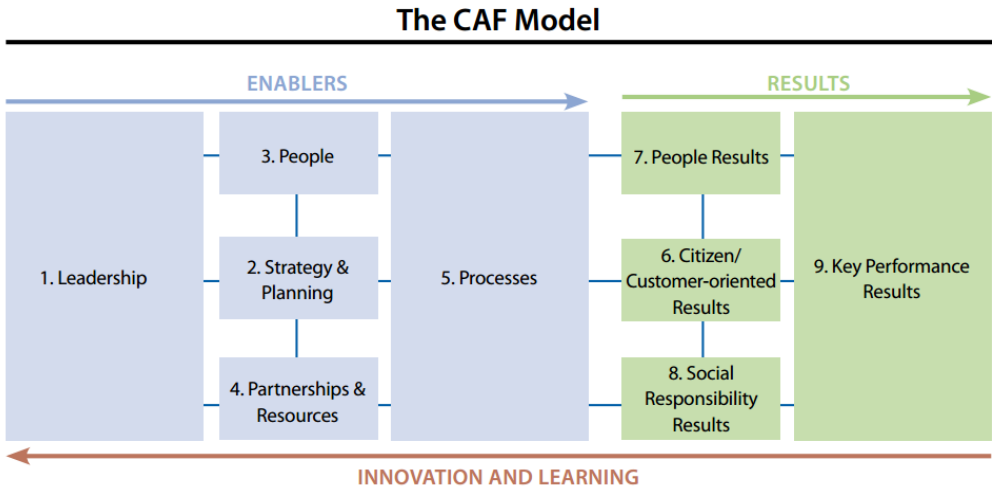 The CAF Model
ENABLERS
RESULTS
1. Leadership
3. People
2. Strategy &
Planning
4. Partnerships &
Resources
5. Processes
7. People Results
6. Citizen/
Customer-oriented
Results
8. Social
Responsibility
Results
9. Key Performance
Results
INNOVATION AND LEARNING